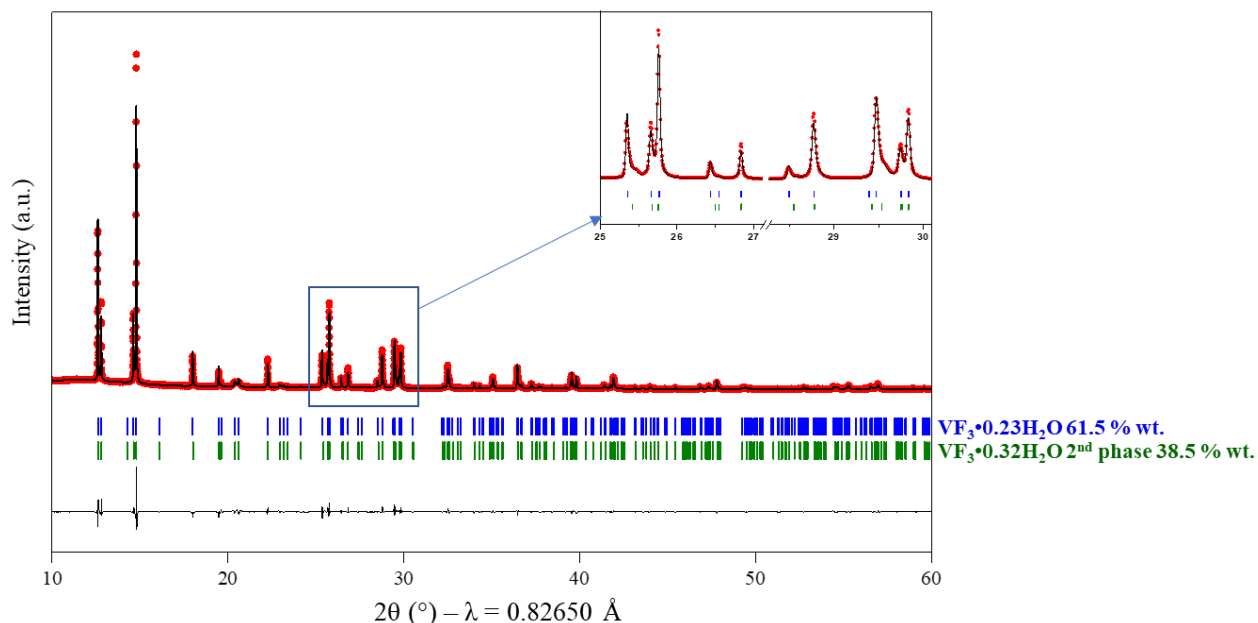 Intensity (a.u.)
25 26 27 29 30
VF₃•0.23H₂O 61.5 % wt.
VF₃•0.32H₂O 2ⁿᵈ phase 38.5 % wt.
10 20 30 40 50 60
2θ (°) – λ = 0.82650 Å